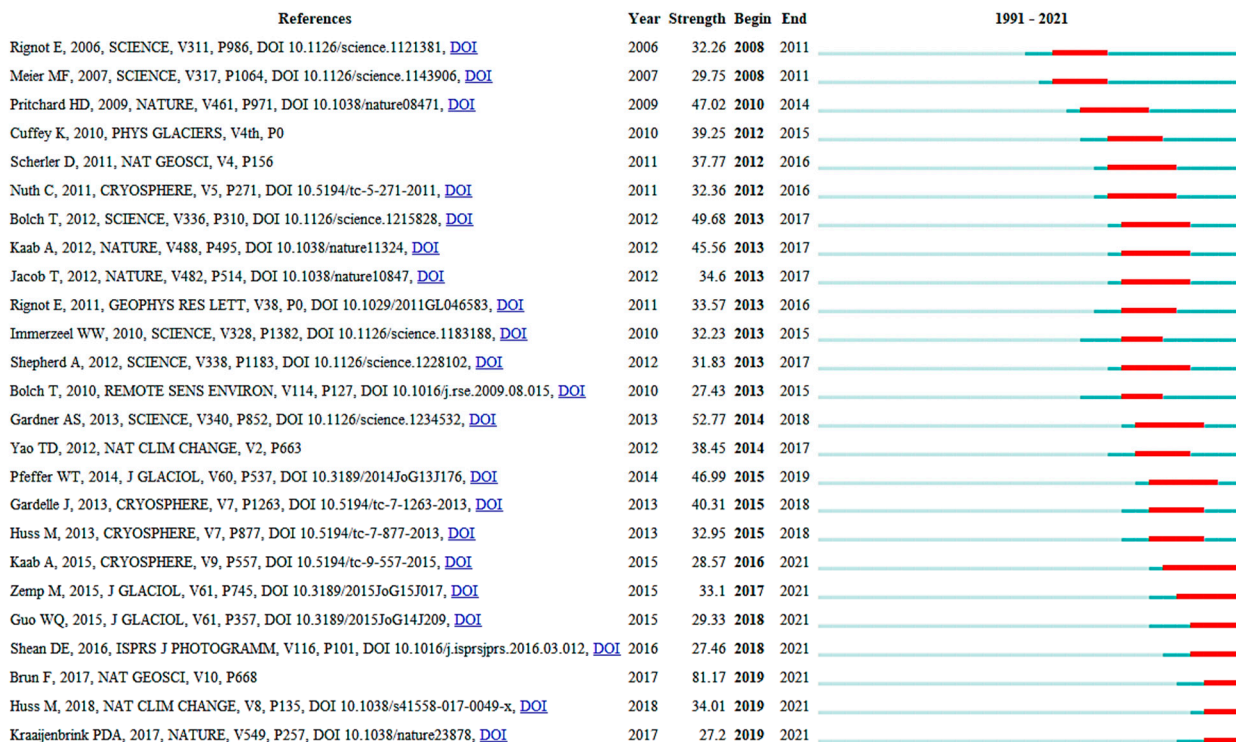 References Year Strength Begin End 1991 - 2021
Rignot E, 2006, SCIENCE, V311, P986, DOI 10.1126/science.1121381, DOI 2006 32.26 2008 2011
Meier MF, 2007, SCIENCE, V317, P1064, DOI 10.1126/science.1143906, DOI 2007 29.75 2008 2011
Pritchard HD, 2009, NATURE, V461, P971, DOI 10.1038/nature08471, DOI 2009 47.02 2010 2014
Cuffey K, 2010, PHYS GLACIERS, V4th, P0 2010 39.25 2012 2015
Scherler D, 2011, NAT GEOSCI, V4, P156 2011 37.77 2012 2016
Nuth C, 2011, CRYOSPHERE, V5, P271, DOI 10.5194/tc-5-271-2011, DOI 2011 32.36 2012 2016
Bolch T, 2012, SCIENCE, V336, P310, DOI 10.1126/science.1215828, DOI 2012 49.68 2013 2017
Kaab A, 2012, NATURE, V488, P495, DOI 10.1038/nature11324, DOI 2012 45.56 2013 2017
Jacob T, 2012, NATURE, V482, P514, DOI 10.1038/nature10847, DOI 2012 34.6 2013 2017
Rignot E, 2011, GEOPHYS RES LETT, V38, P0, DOI 10.1029/2011GL046583, DOI 2011 33.57 2013 2016
Immerzeel WW, 2010, SCIENCE, V328, P1382, DOI 10.1126/science.1183188, DOI 2010 32.23 2013 2015
Shepherd A, 2012, SCIENCE, V338, P1183, DOI 10.1126/science.1228102, DOI 2012 31.83 2013 2017
Bolch T, 2010, REMOTE SENS ENVIRON, V114, P127, DOI 10.1016/j.rse.2009.08.015, DOI 2010 27.43 2013 2015
Gardner AS, 2013, SCIENCE, V340, P852, DOI 10.1126/science.1234532, DOI 2013 52.77 2014 2018
Yao TD, 2012, NAT CLIM CHANGE, V2, P663 2012 38.45 2014 2017
Pfeffer WT, 2014, J GLACIOL, V60, P537, DOI 10.3189/2014JoG13J176, DOI 2014 46.99 2015 2019
Gardelle J, 2013, CRYOSPHERE, V7, P1263, DOI 10.5194/tc-7-1263-2013, DOI 2013 40.31 2015 2018
Huss M, 2013, CRYOSPHERE, V7, P877, DOI 10.5194/tc-7-877-2013, DOI 2013 32.95 2015 2018
Kaab A, 2015, CRYOSPHERE, V9, P557, DOI 10.5194/tc-9-557-2015, DOI 2015 28.57 2016 2021
Zemp M, 2015, J GLACIOL, V61, P745, DOI 10.3189/2015JoG15J017, DOI 2015 33.1 2017 2021
Guo WQ, 2015, J GLACIOL, V61, P357, DOI 10.3189/2015JoG14J209, DOI 2015 29.33 2018 2021
Shean DE, 2016, ISPRS J PHOTOGRAMM, V116, P101, DOI 10.1016/j.isprsjprs.2016.03.012, DOI 2016 27.46 2018 2021
Brun F, 2017, NAT GEOSCI, V10, P668 2017 81.17 2019 2021
Huss M, 2018, NAT CLIM CHANGE, V8, P135, DOI 10.1038/s41558-017-0049-x, DOI 2018 34.01 2019 2021
Kraaijenbrink PDA, 2017, NATURE, V549, P257, DOI 10.1038/nature23878, DOI 2017 27.2 2019 2021